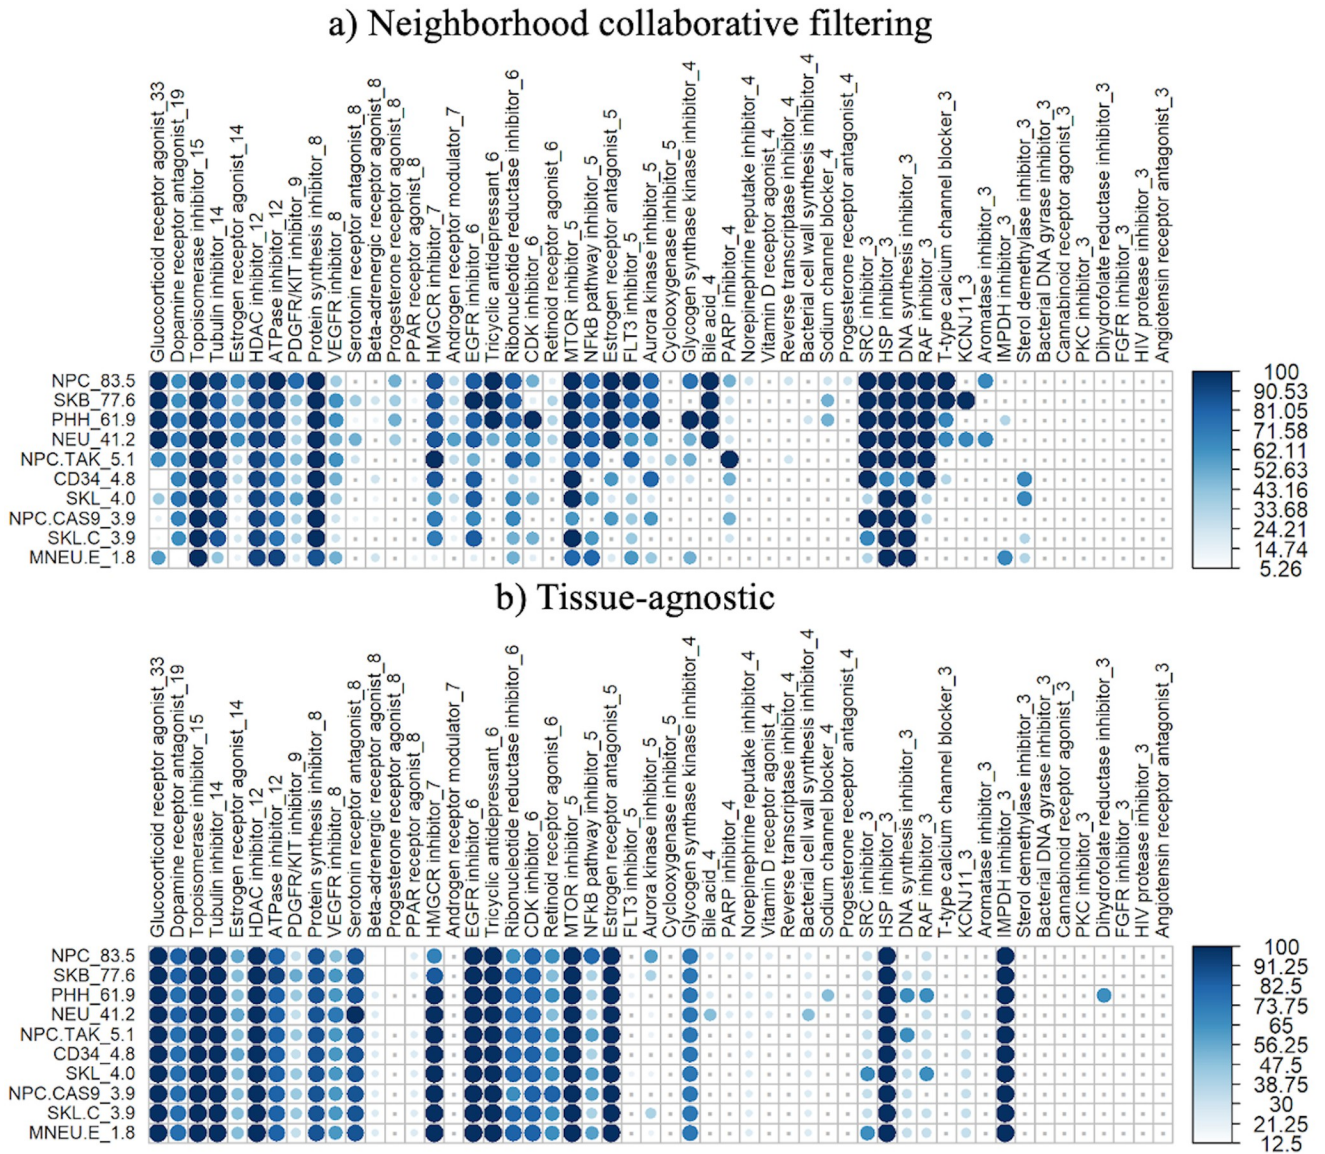 a) Neighborhood collaborative filtering
Glucocorticoid receptor agonist_33
Dopamine receptor antagonist_19
Topoisomerase inhibitor_15
Tubulin inhibitor_14
Estrogen receptor agonist_14
HDAC inhibitor_12
ATPase inhibitor_12
PDGFR/KIT inhibitor_9
Protein synthesis inhibitor_8
VEGFR inhibitor_8
Serotonin receptor antagonist_8
Beta-adrenergic receptor agonist_8
Progesterone receptor agonist_8
PPAR receptor agonist_8
HMGCR inhibitor_7
Androgen receptor modulator_7
EGFR inhibitor_6
Tricyclic antidepressant_6
Ribonucleotide reductase inhibitor_6
CDK inhibitor_6
Retinoid receptor agonist_6
MTOR inhibitor_5
NFkB pathway inhibitor_5
Estrogen receptor antagonist_5
FLT3 inhibitor_5
Aurora kinase inhibitor_5
Cyclooxygenase inhibitor_5
Glycogen synthase kinase inhibitor_4
Bile acid_4
PARP inhibitor_4
Norepinephrine reuptake inhibitor_4
Vitamin D receptor agonist_4
Reverse transcriptase inhibitor_4
Bacterial cell wall synthesis inhibitor_4
Sodium channel blocker_4
Progesterone receptor antagonist_4
SRC inhibitor_3
HSP inhibitor_3
DNA synthesis inhibitor_3
RAF inhibitor_3
T-type calcium channel blocker_3
KCNJ11_3
Aromatase inhibitor_3
IMPDH inhibitor_3
Sterol demethylase inhibitor_3
Bacterial DNA gyrase inhibitor_3
Cannabinoid receptor agonist_3
PKC inhibitor_3
Dihydrofolate reductase inhibitor_3
FGFR inhibitor_3
HIV protease inhibitor_3
Angiotensin receptor antagonist_3
NPC_83.5
SKB_77.6
PHH_61.9
NEU_41.2
NPC.TAK_5.1
CD34_4.8
SKL_4.0
NPC.CAS9_3.9
SKL.C_3.9
MNEU.E_1.8
100
90.53
81.05
71.58
62.11
52.63
43.16
33.68
24.21
14.74
5.26
b) Tissue-agnostic
Glucocorticoid receptor agonist_33
Dopamine receptor antagonist_19
Topoisomerase inhibitor_15
Tubulin inhibitor_14
Estrogen receptor agonist_14
HDAC inhibitor_12
ATPase inhibitor_12
PDGFR/KIT inhibitor_9
Protein synthesis inhibitor_8
VEGFR inhibitor_8
Serotonin receptor antagonist_8
Beta-adrenergic receptor agonist_8
Progesterone receptor agonist_8
PPAR receptor agonist_8
HMGCR inhibitor_7
Androgen receptor modulator_7
EGFR inhibitor_6
Tricyclic antidepressant_6
Ribonucleotide reductase inhibitor_6
CDK inhibitor_6
Retinoid receptor agonist_6
MTOR inhibitor_5
NFkB pathway inhibitor_5
Estrogen receptor antagonist_5
FLT3 inhibitor_5
Aurora kinase inhibitor_5
Cyclooxygenase inhibitor_5
Glycogen synthase kinase inhibitor_4
Bile acid_4
PARP inhibitor_4
Norepinephrine reuptake inhibitor_4
Vitamin D receptor agonist_4
Reverse transcriptase inhibitor_4
Bacterial cell wall synthesis inhibitor_4
Sodium channel blocker_4
Progesterone receptor antagonist_4
SRC inhibitor_3
HSP inhibitor_3
DNA synthesis inhibitor_3
RAF inhibitor_3
T-type calcium channel blocker_3
KCNJ11_3
Aromatase inhibitor_3
IMPDH inhibitor_3
Sterol demethylase inhibitor_3
Bacterial DNA gyrase inhibitor_3
Cannabinoid receptor agonist_3
PKC inhibitor_3
Dihydrofolate reductase inhibitor_3
FGFR inhibitor_3
HIV protease inhibitor_3
Angiotensin receptor antagonist_3
NPC_83.5
SKB_77.6
PHH_61.9
NEU_41.2
NPC.TAK_5.1
CD34_4.8
SKL_4.0
NPC.CAS9_3.9
SKL.C_3.9
MNEU.E_1.8
100
91.25
82.5
73.75
65
56.25
47.5
38.75
30
21.25
12.5